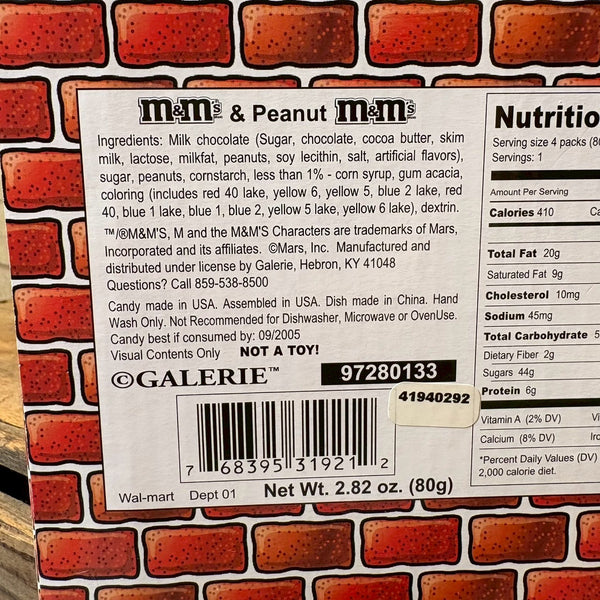 m&m's & Peanut m&m's
Ingredients: Milk chocolate (Sugar, chocolate, cocoa butter, skim
milk, lactose, milkfat, peanuts, soy lecithin, salt, artificial flavors),
sugar, peanuts, cornstarch, less than 1% - corn syrup, gum acacia,
coloring (includes red 40 lake, yellow 6, yellow 5, blue 2 lake, red
40, blue 1 lake, blue 1, blue 2, yellow 5 lake, yellow 6 lake), dextrin.
™/®M&M'S, M and the M&M'S Characters are trademarks of Mars,
Incorporated and its affiliates. ©Mars, Inc. Manufactured and
distributed under license by Galerie, Hebron, KY 41048
Questions? Call 859-538-8500
Candy made in USA. Assembled in USA. Dish made in China. Hand
Wash Only. Not Recommended for Dishwasher, Microwave or OvenUse.
Candy best if consumed by: 09/2005
Visual Contents Only NOT A TOY!
©GALERIE™ 97280133
41940292
7 68395 31921 2
Wal-mart Dept 01 Net Wt. 2.82 oz. (80g)
Nutritio
Serving size 4 packs (80
Servings: 1
Amount Per Serving
Calories 410 Ca
Total Fat 20g
Saturated Fat 9g
Cholesterol 10mg
Sodium 45mg
Total Carbohydrate 5
Dietary Fiber 2g
Sugars 44g
Protein 6g
Vitamin A (2% DV) Vi
Calcium (8% DV) Iro
*Percent Daily Values (DV)
2,000 calorie diet.